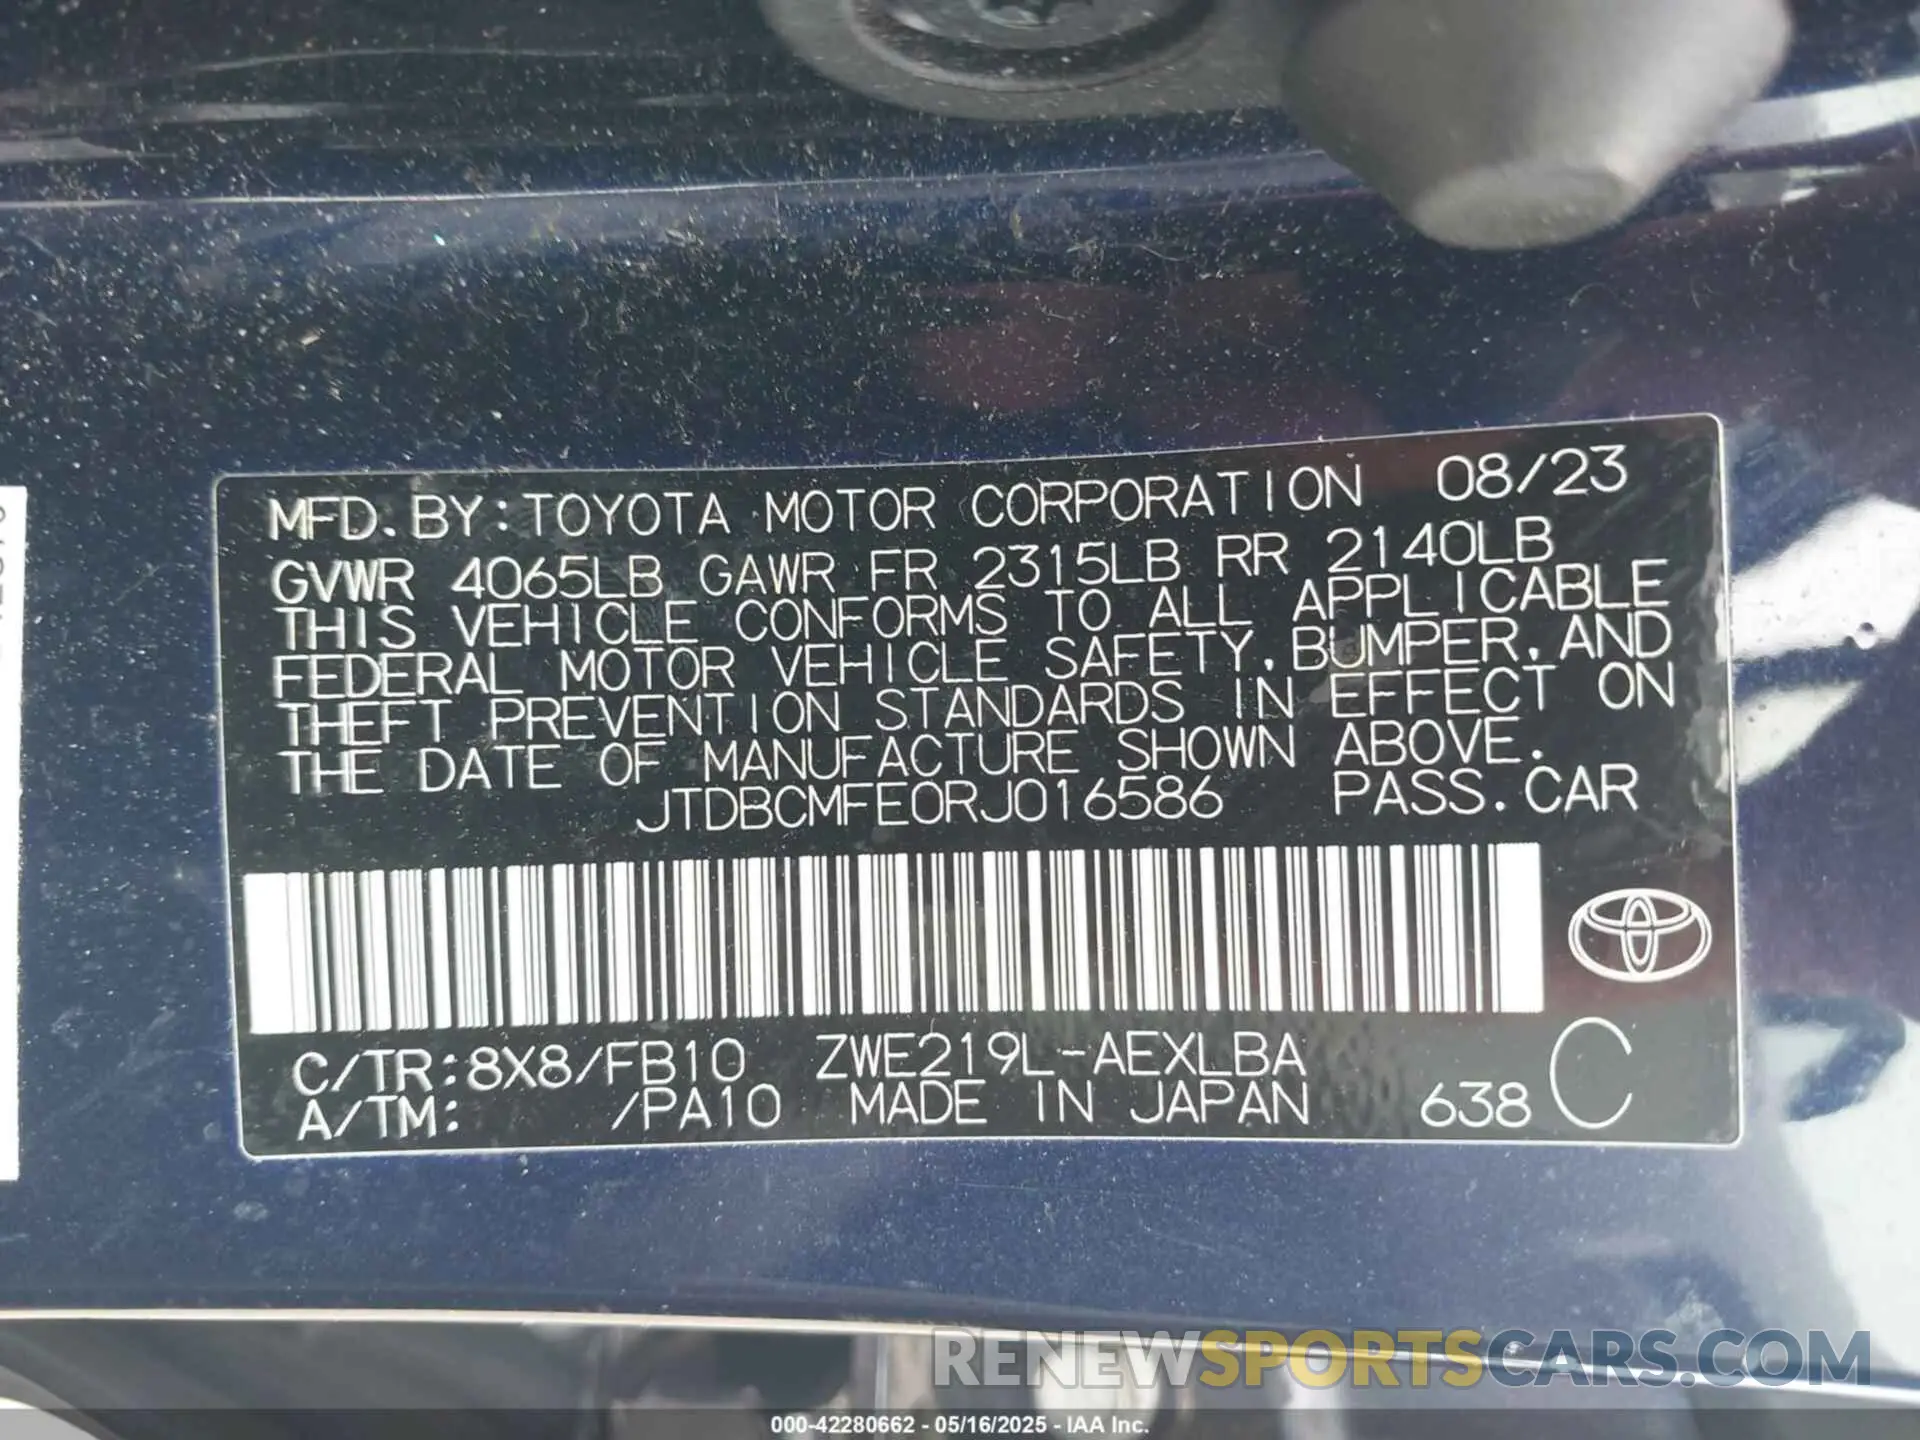 MFD. BY: TOYOTA MOTOR CORPORATION 08/23
GVWR 4065LB GAWR FR 2315LB RR 2140LB
THIS VEHICLE CONFORMS TO ALL APPLICABLE
FEDERAL MOTOR VEHICLE SAFETY, BUMPER, AND
THEFT PREVENTION STANDARDS IN EFFECT ON
THE DATE OF MANUFACTURE SHOWN ABOVE.
JTDBCMFE0RJ016586 PASS. CAR
C/TR: 8X8/FB10 ZWE219L-AEXLBA C
A/TM: /PA10 MADE IN JAPAN 638
RENEWSPORTSCARS.COM
000-42280662 - 05/16/2025 - IAA Inc.